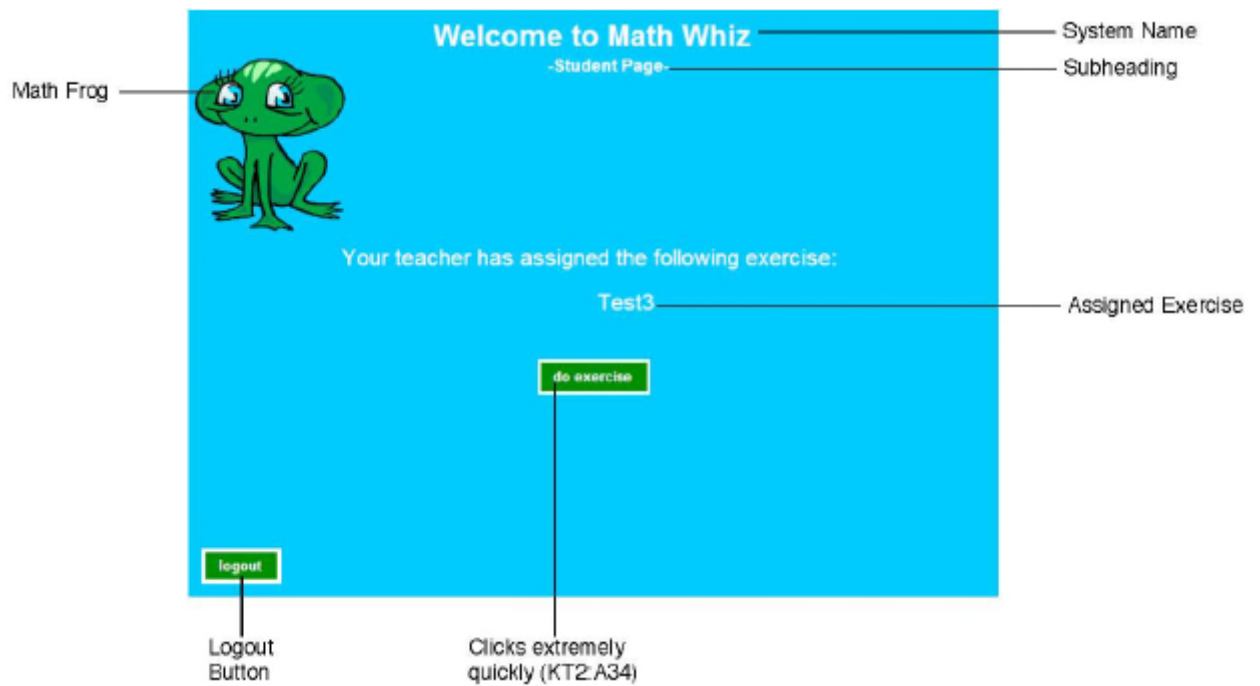 Welcome to Math Whiz
System Name
-Student Page-
Subheading
Math Frog
Your teacher has assigned the following exercise:
Test3
Assigned Exercise
do exercise
logout
Logout
Button
Clicks extremely
quickly (KT2:A34)